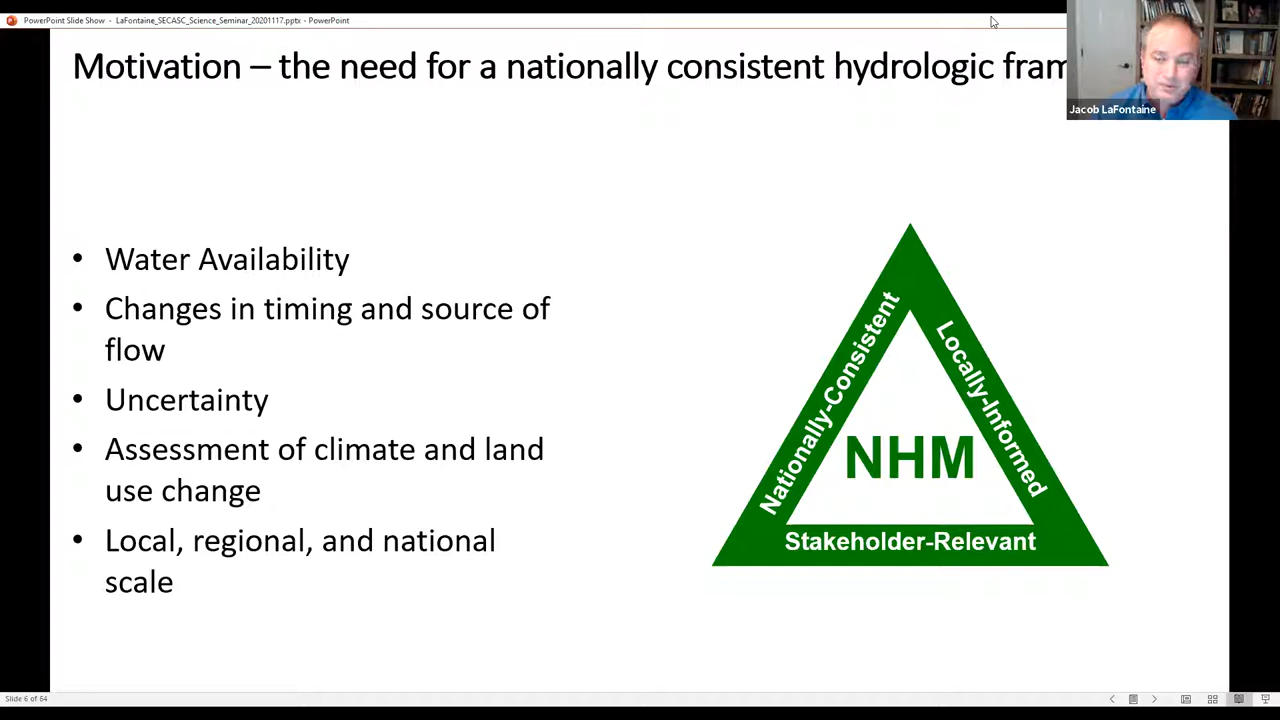 PowerPoint Slide Show - LaFontaine_SECASC_Science_Seminar_20201117.pptx - PowerPoint
Motivation – the need for a nationally consistent hydrologic fram
Jacob LaFontaine
• Water Availability
• Changes in timing and source of
flow
• Uncertainty
• Assessment of climate and land
use change
• Local, regional, and national
scale
Nationally-Consistent
Locally-Informed
NHM
Stakeholder-Relevant
Slide 6 of 64